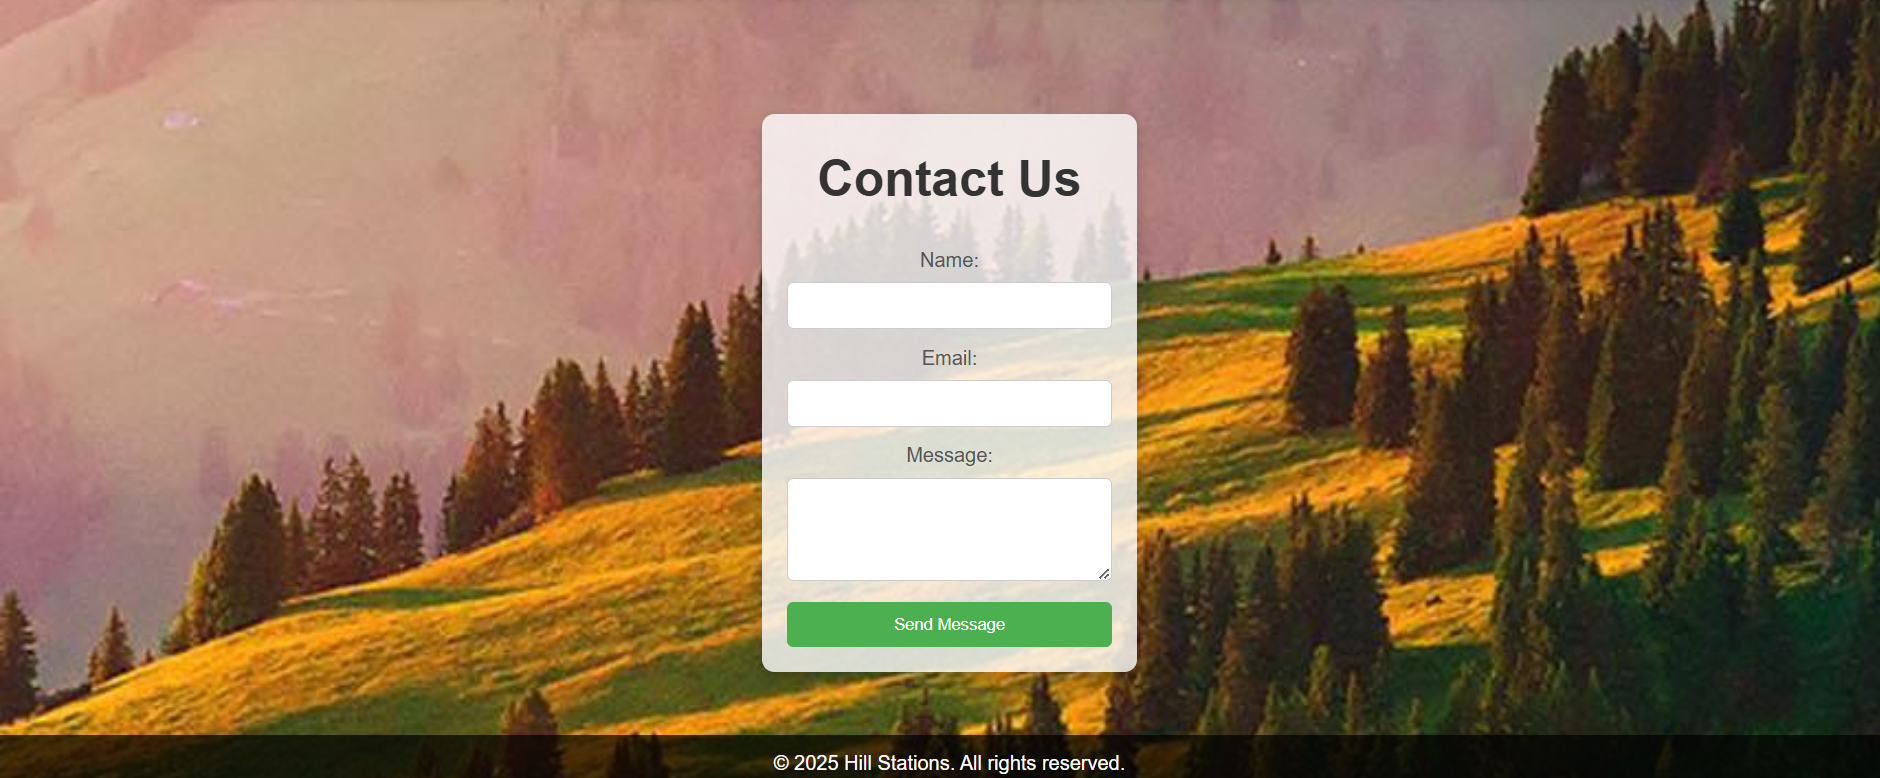 Contact Us
Name:
Email:
Message:
Send Message
© 2025 Hill Stations. All rights reserved.